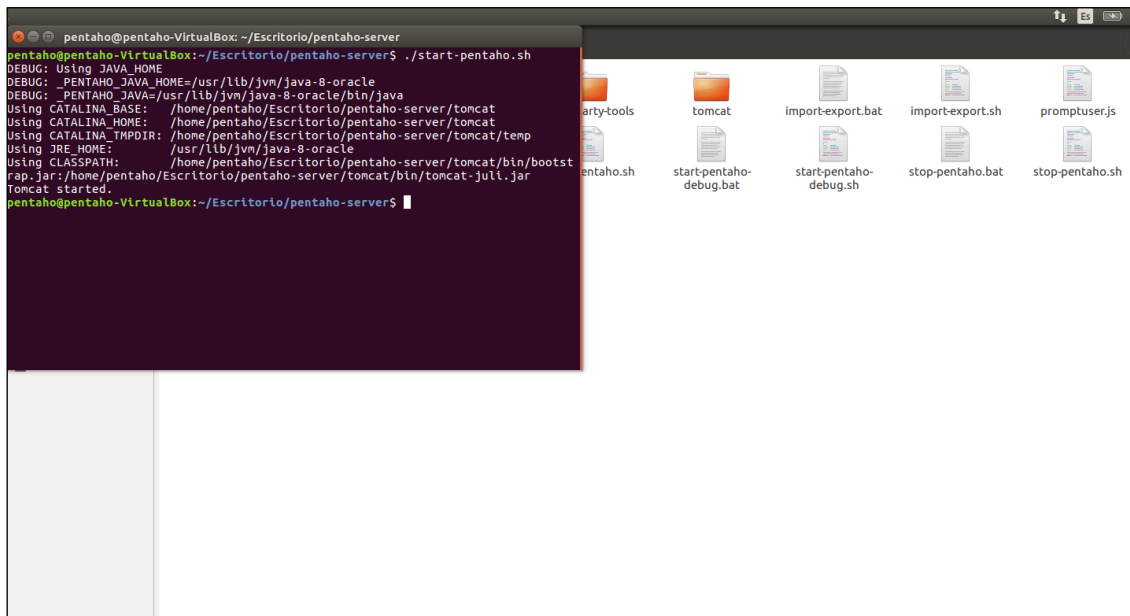 Es
pentaho@pentaho-VirtualBox: ~/Escritorio/pentaho-server
pentaho@pentaho-VirtualBox:~/Escritorio/pentaho-server$ ./start-pentaho.sh
DEBUG: Using JAVA_HOME
DEBUG: _PENTAHO_JAVA_HOME=/usr/lib/jvm/java-8-oracle
DEBUG: _PENTAHO_JAVA=/usr/lib/jvm/java-8-oracle/bin/java
Using CATALINA_BASE:   /home/pentaho/Escritorio/pentaho-server/tomcat
Using CATALINA_HOME:   /home/pentaho/Escritorio/pentaho-server/tomcat
Using CATALINA_TMPDIR: /home/pentaho/Escritorio/pentaho-server/tomcat/temp
Using JRE_HOME:        /usr/lib/jvm/java-8-oracle
Using CLASSPATH:       /home/pentaho/Escritorio/pentaho-server/tomcat/bin/bootst
rap.jar:/home/pentaho/Escritorio/pentaho-server/tomcat/bin/tomcat-juli.jar
Tomcat started.
pentaho@pentaho-VirtualBox:~/Escritorio/pentaho-server$
arty-tools tomcat import-export.bat import-export.sh promptuser.js
entaho.sh start-pentaho- start-pentaho- stop-pentaho.bat stop-pentaho.sh
debug.bat debug.sh